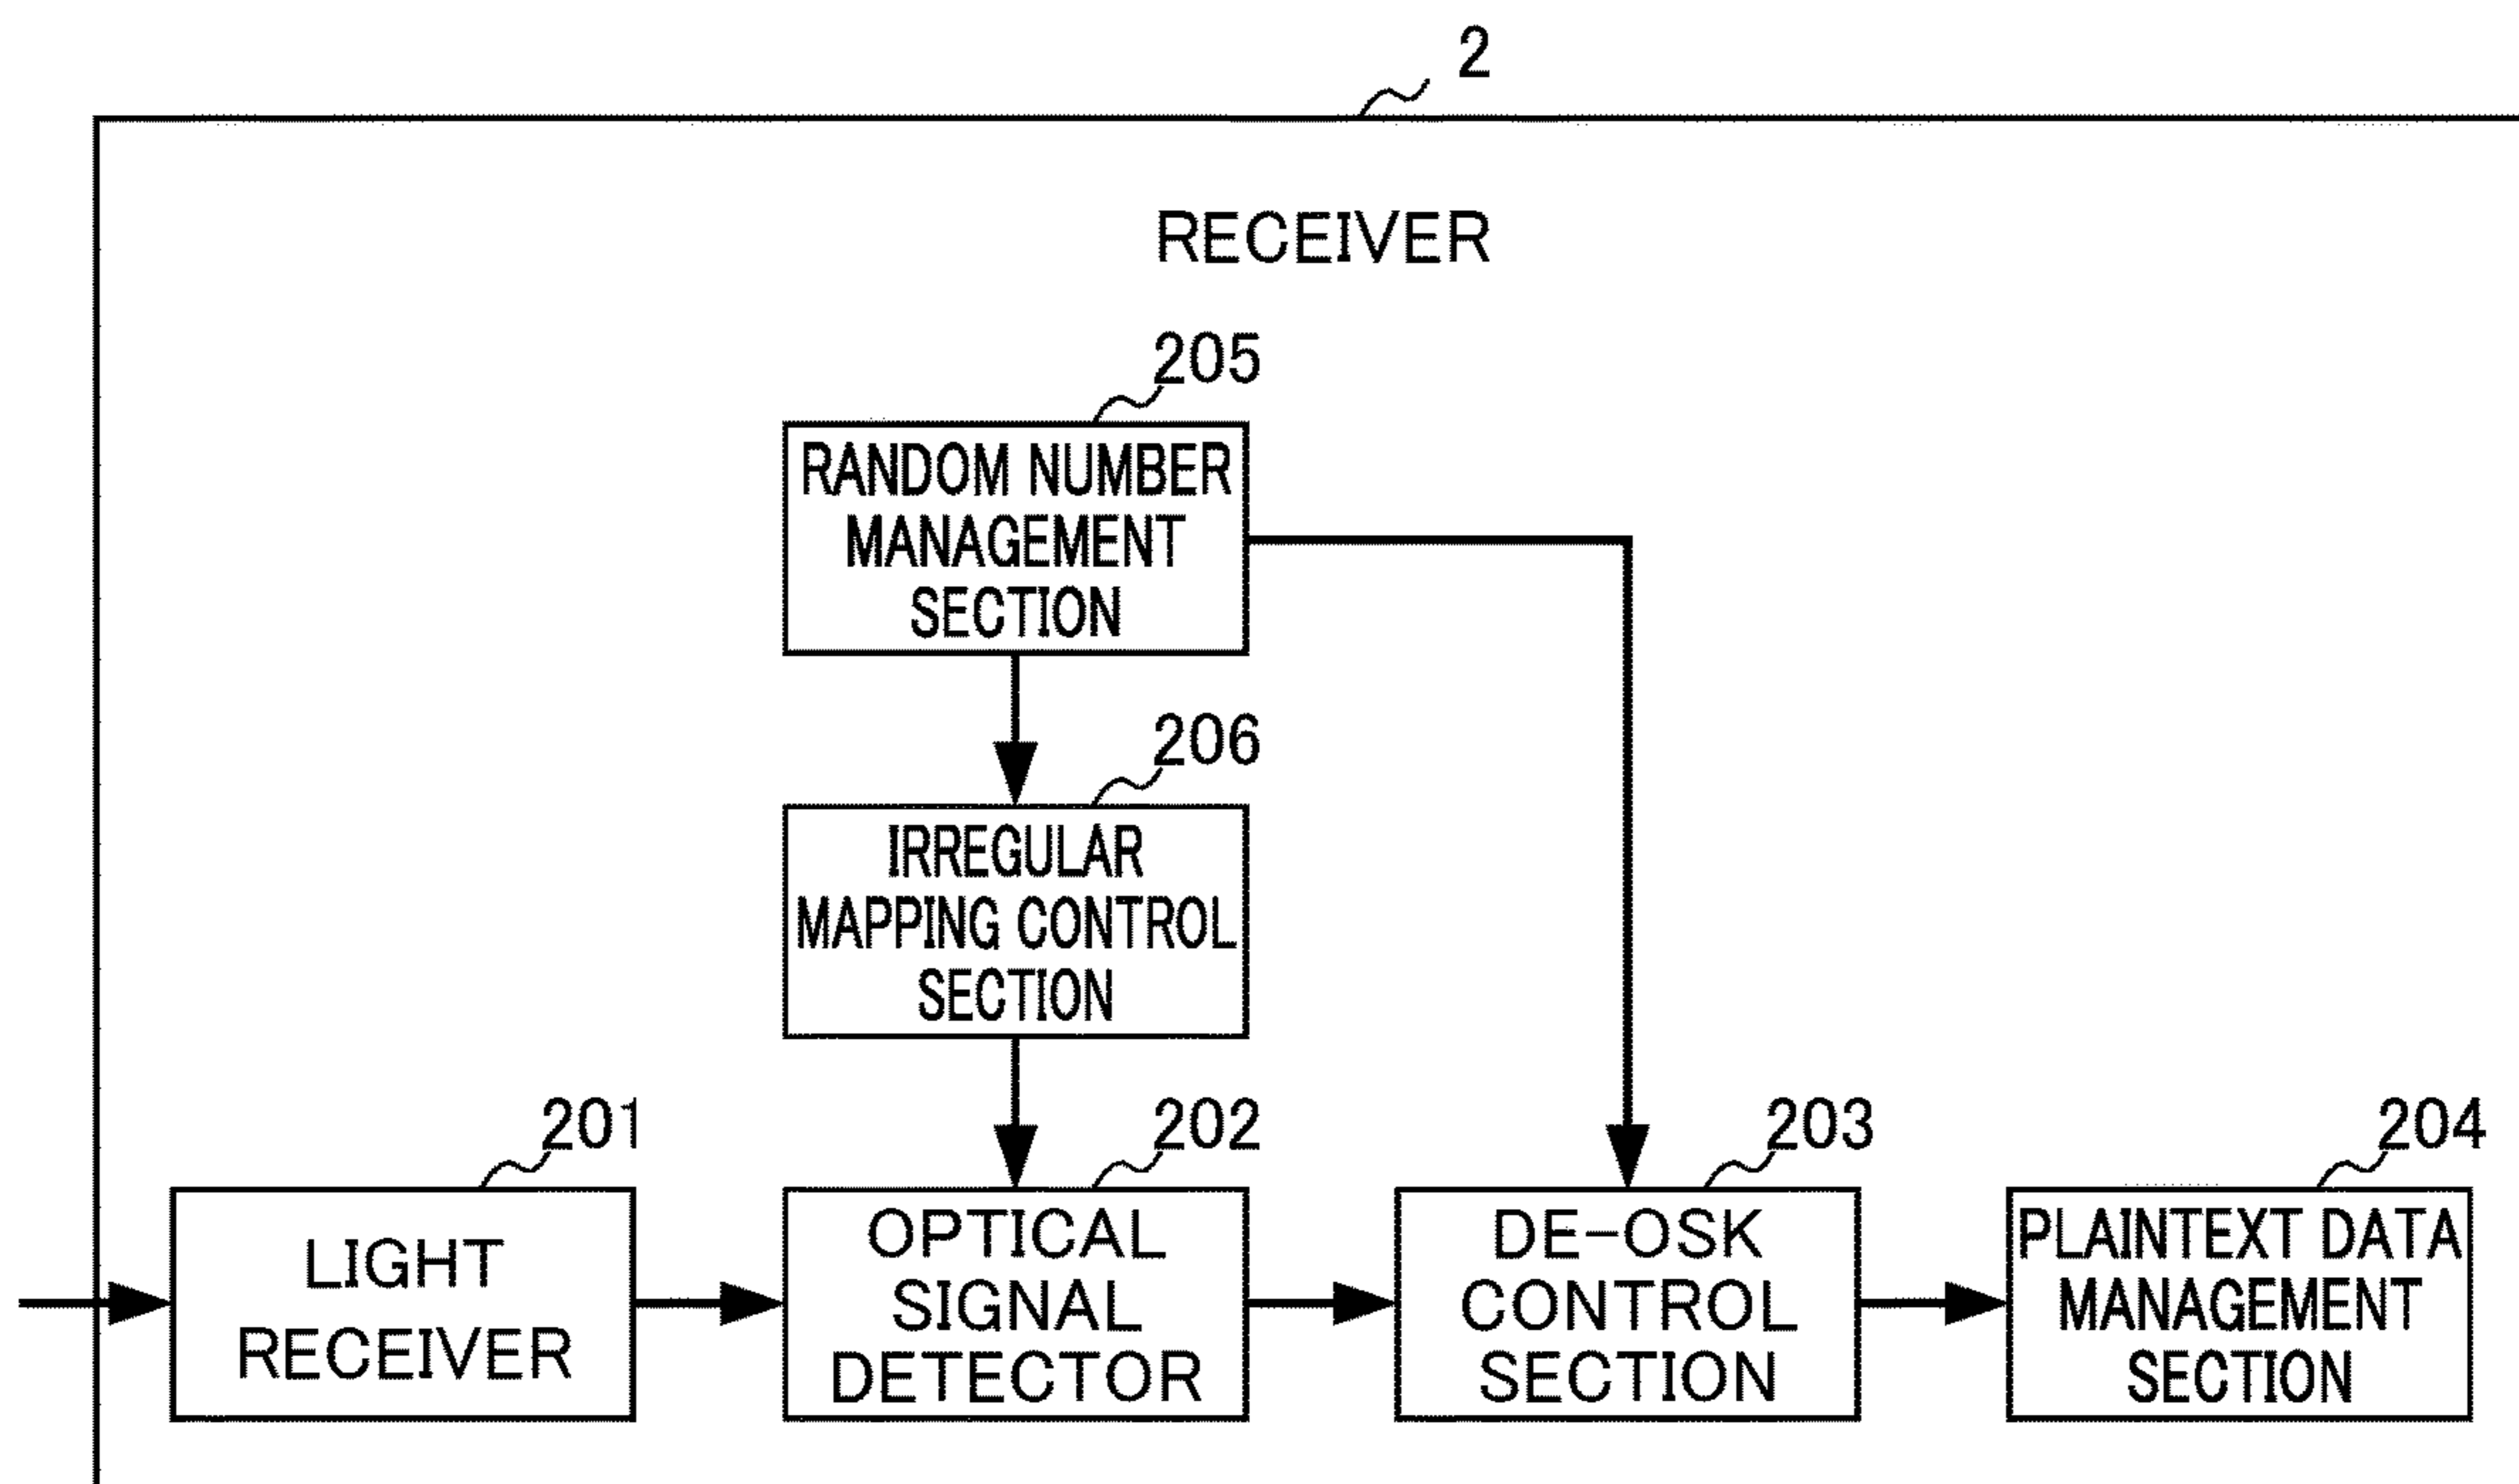 2
RECEIVER
205
RANDOM NUMBER
MANAGEMENT
SECTION
206
IRREGULAR
MAPPING CONTROL
SECTION
201
LIGHT
RECEIVER
202
OPTICAL
SIGNAL
DETECTOR
203
DE-OSK
CONTROL
SECTION
204
PLAINTEXT DATA
MANAGEMENT
SECTION